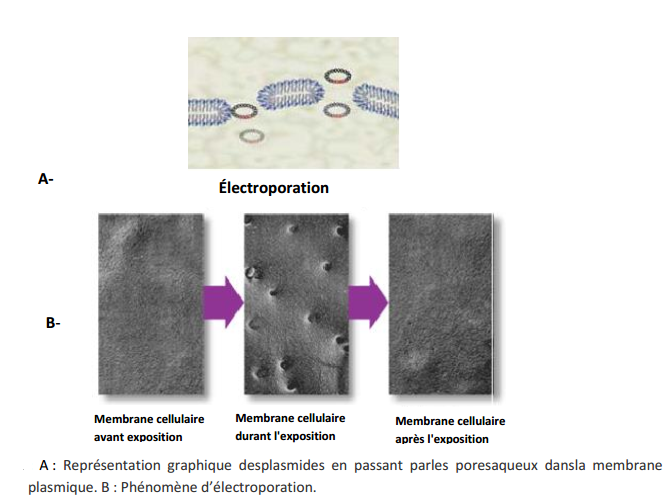 A-
Électroporation
B-
Membrane cellulaire
avant exposition
Membrane cellulaire
durant l'exposition
Membrane cellulaire
après l'exposition
A : Représentation graphique desplasmides en passant parles poresaqueux dansla membrane
plasmique. B : Phénomène d’électroporation.